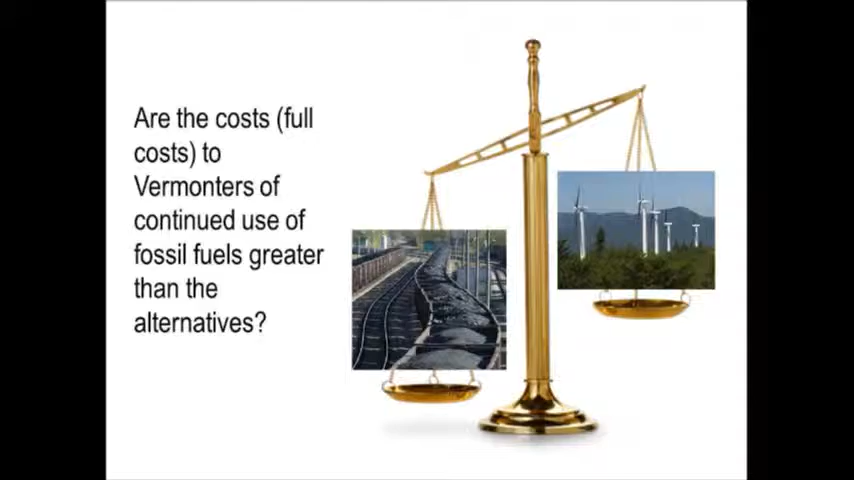 Are the costs (full
costs) to
Vermonters of
continued use of
fossil fuels greater
than the
alternatives?